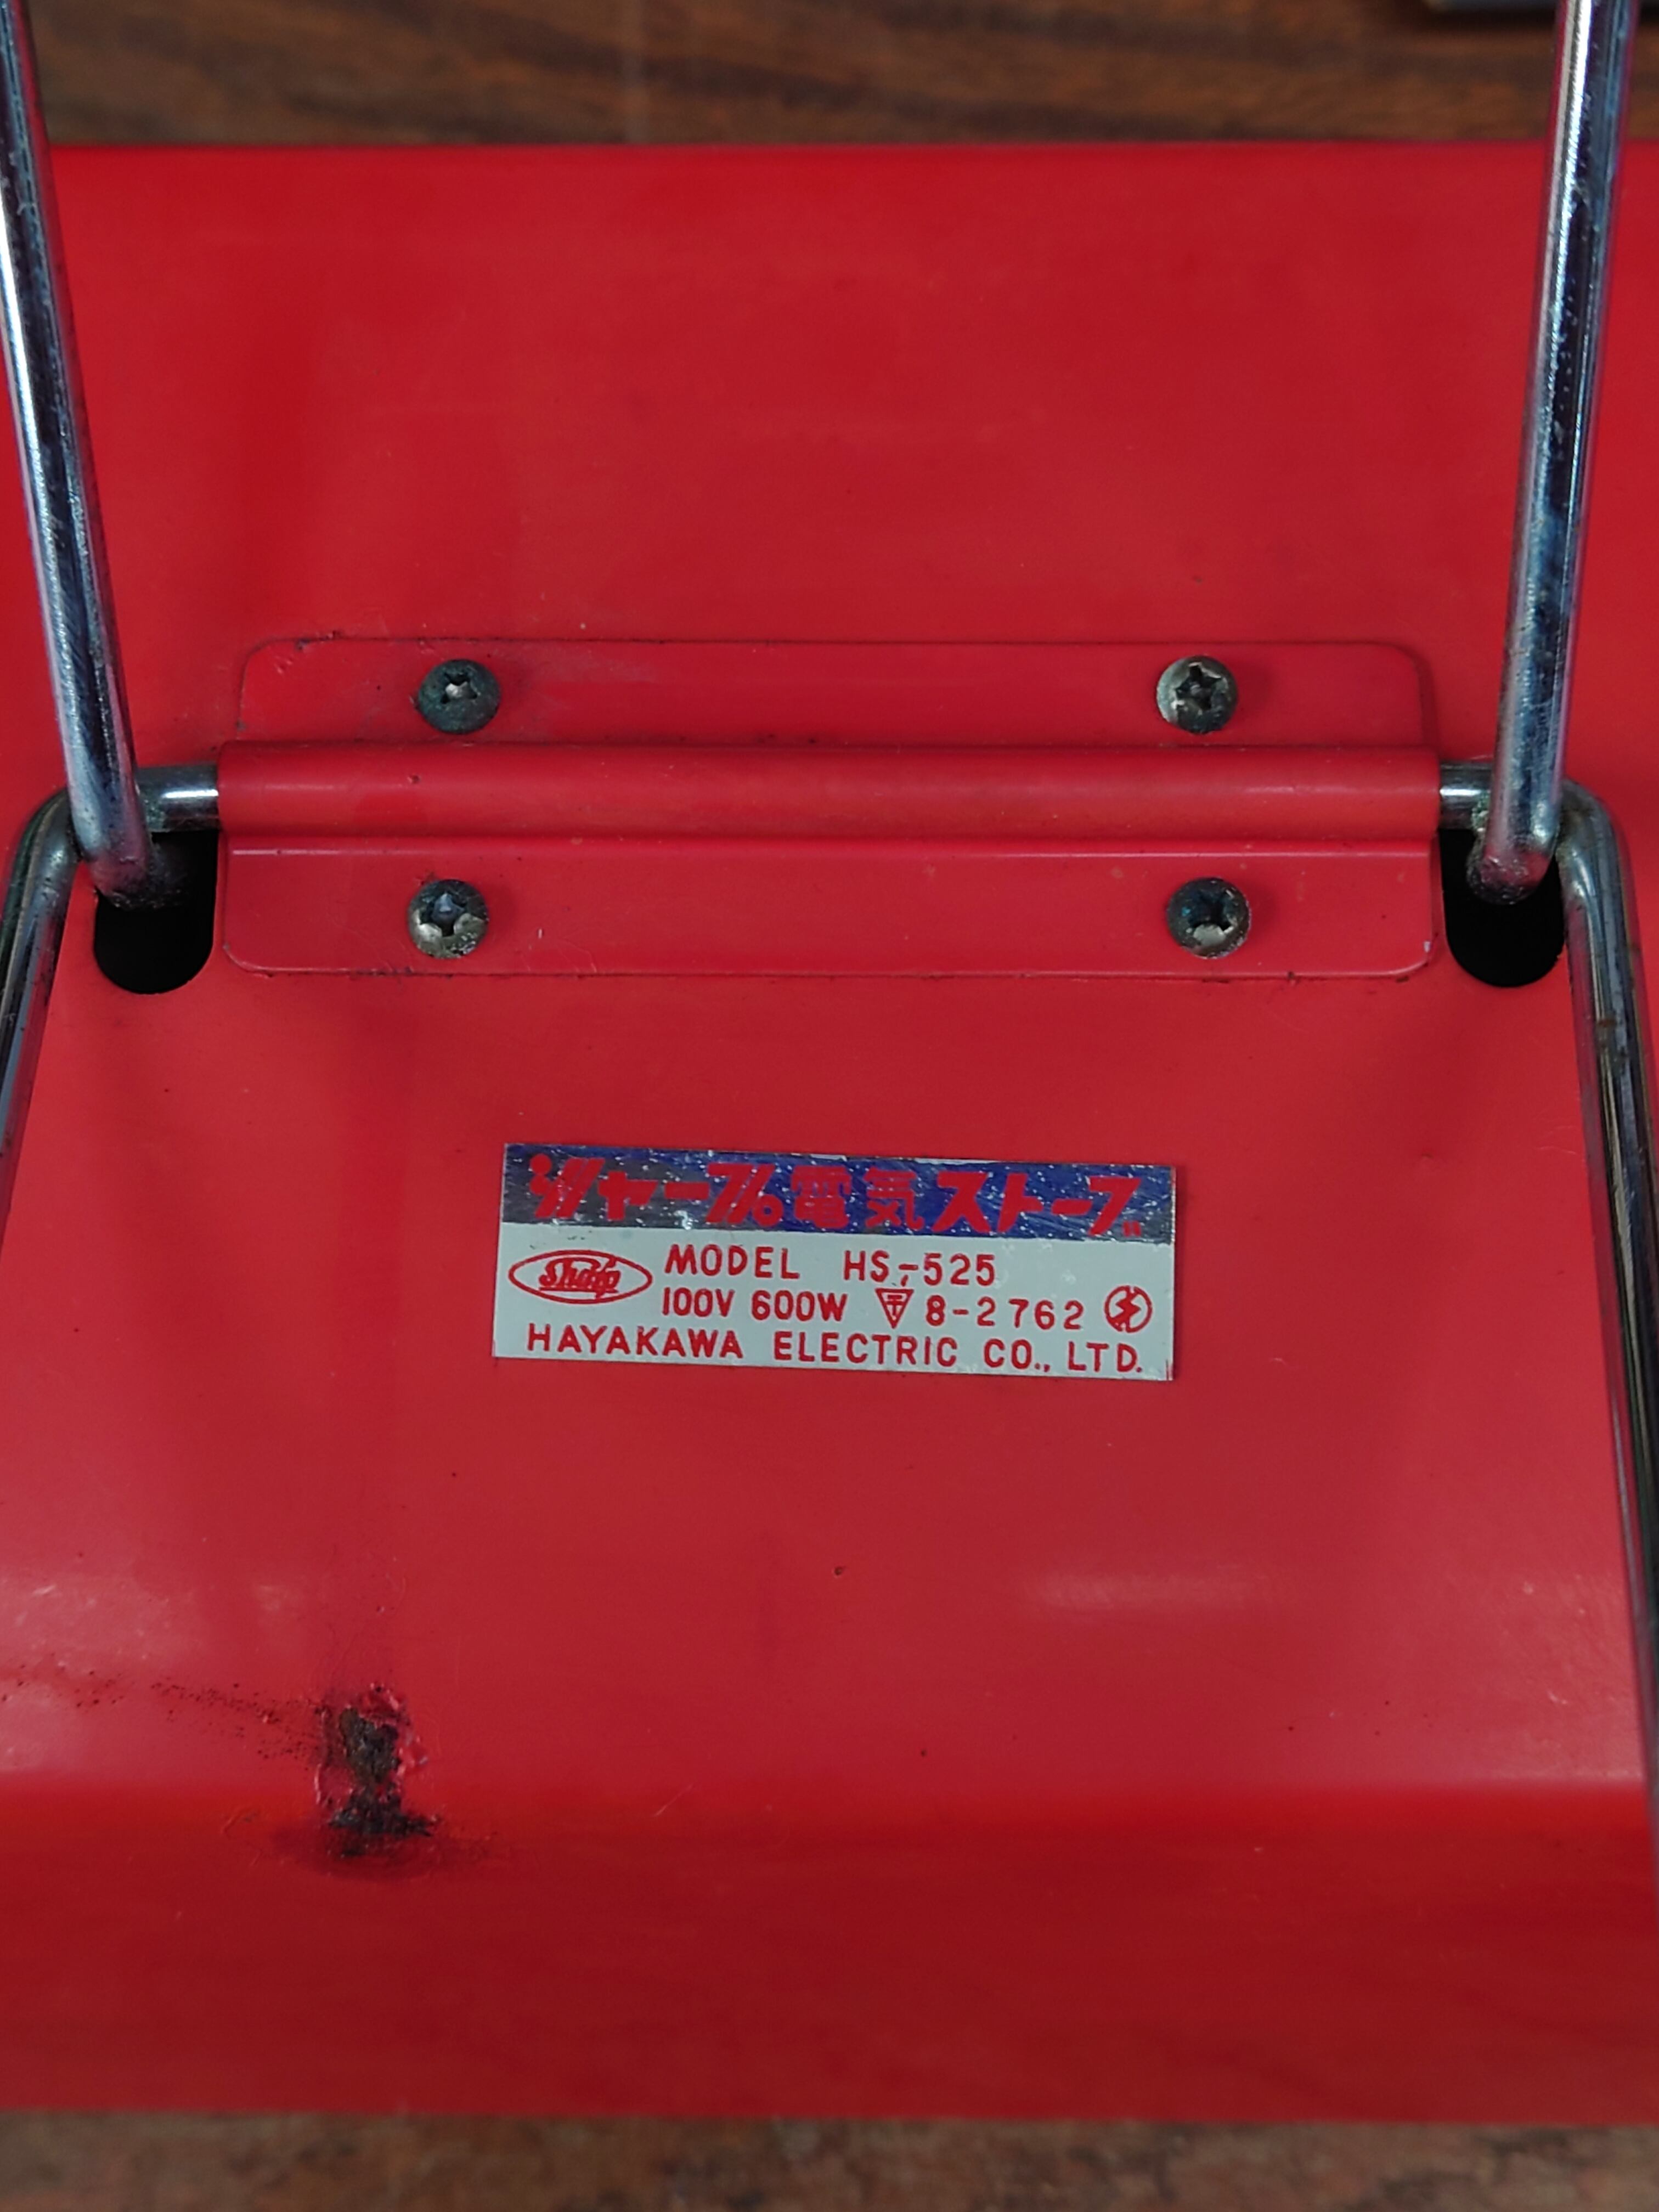 シャープ電気ストーブ
Sharp
MODEL HS-525
100V 600W 〒 8-2762
HAYAKAWA ELECTRIC CO., LTD.